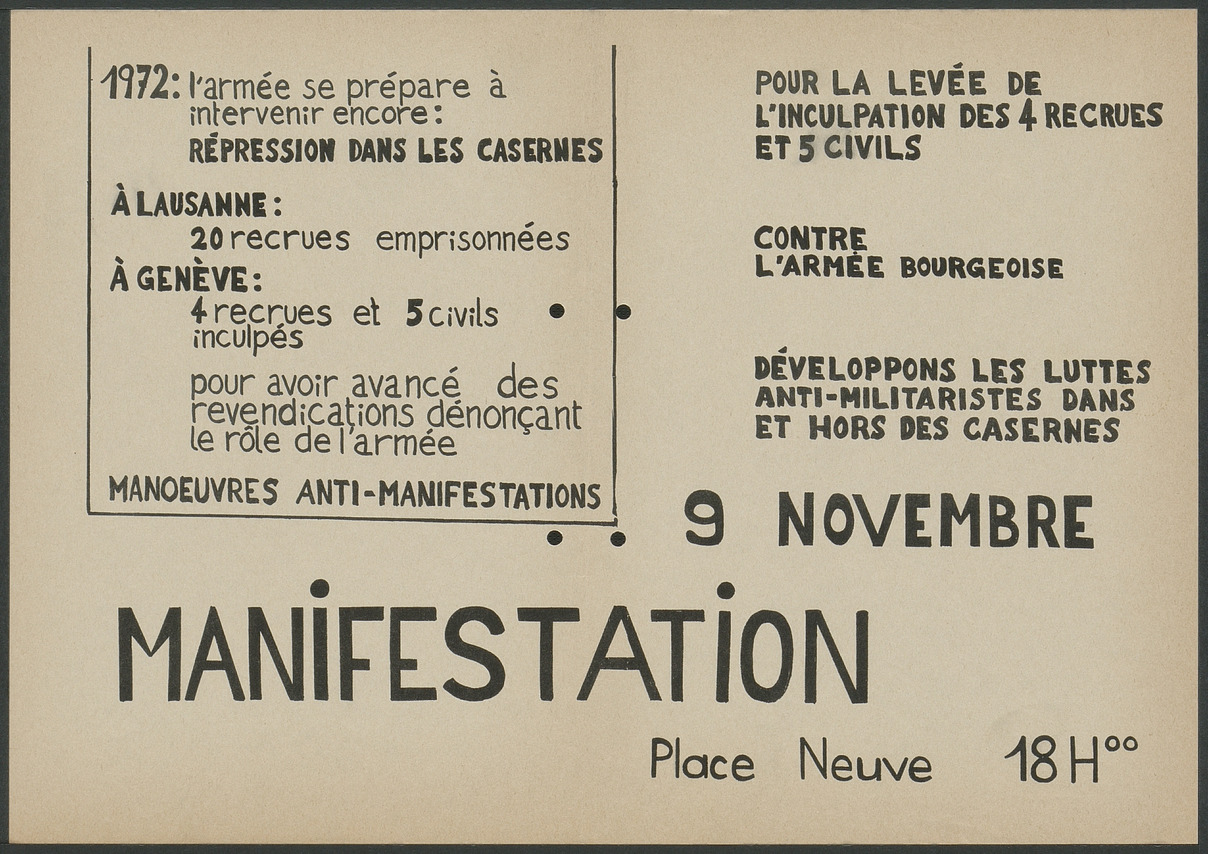 1972: l'armée se prépare à
intervenir encore:
RÉPRESSION DANS LES CASERNES
À LAUSANNE:
20 recrues emprisonnées
À GENÈVE:
4 recrues et 5 civils
inculpés
pour avoir avancé des
revendications dénonçant
le rôle de l'armée
MANOEUVRES ANTI-MANIFESTATIONS
POUR LA LEVÉE DE
L'INCULPATION DES 4 RECRUES
ET 5 CIVILS
CONTRE
L'ARMÉE BOURGEOISE
DÉVELOPPONS LES LUTTES
ANTI-MILITARISTES DANS
ET HORS DES CASERNES
9 NOVEMBRE
MANiFESTATiON
Place Neuve 18H°°